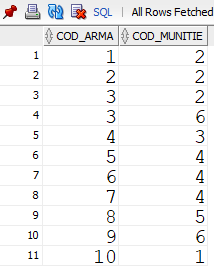 SQL | All Rows Fetched
COD_ARMA COD_MUNITIE
1 1 2
2 2 2
3 3 2
4 3 6
5 4 3
6 5 4
7 6 4
8 7 4
9 8 5
10 9 6
11 10 1